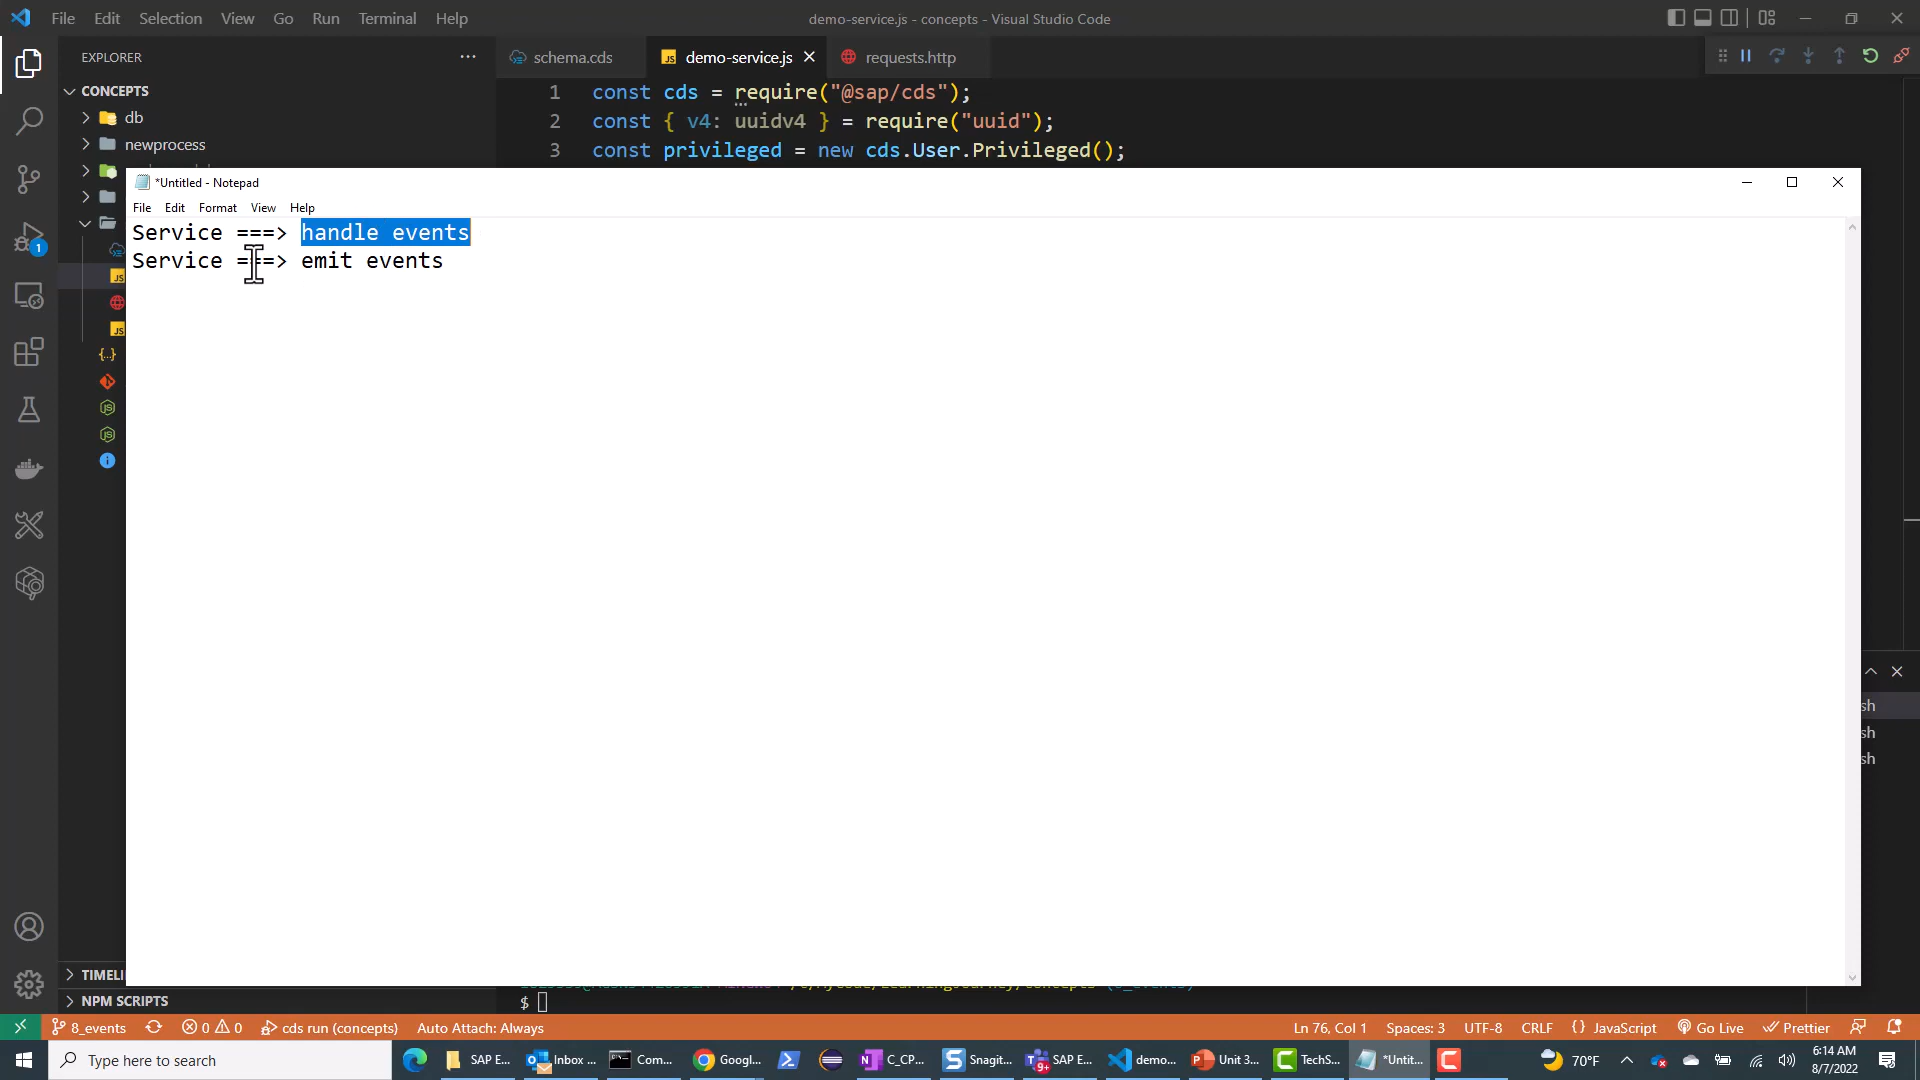 File Edit Selection View Go Run Terminal Help
demo-service.js - concepts - Visual Studio Code
EXPLORER
schema.cds
demo-service.js
requests.http
CONCEPTS
db
newprocess
1 const cds = require("@sap/cds");
2 const { v4: uuidv4 } = require("uuid");
3 const privileged = new cds.User.Privileged();
*Untitled - Notepad
File Edit Format View Help
Service ===> handle events
Service ===> emit events
1
sh
sh
sh
TIMELI
NPM SCRIPTS
$
8_events
0 0
cds run (concepts)
Auto Attach: Always
Ln 76, Col 1
Spaces: 3
UTF-8
CRLF
{} JavaScript
Go Live
Prettier
Type here to search
SAP E...
Inbox ...
Com...
Googl...
C_CP...
Snagit...
SAP E...
demo...
Unit 3...
TechS...
*Untit...
70°F
6:14 AM
8/7/2022